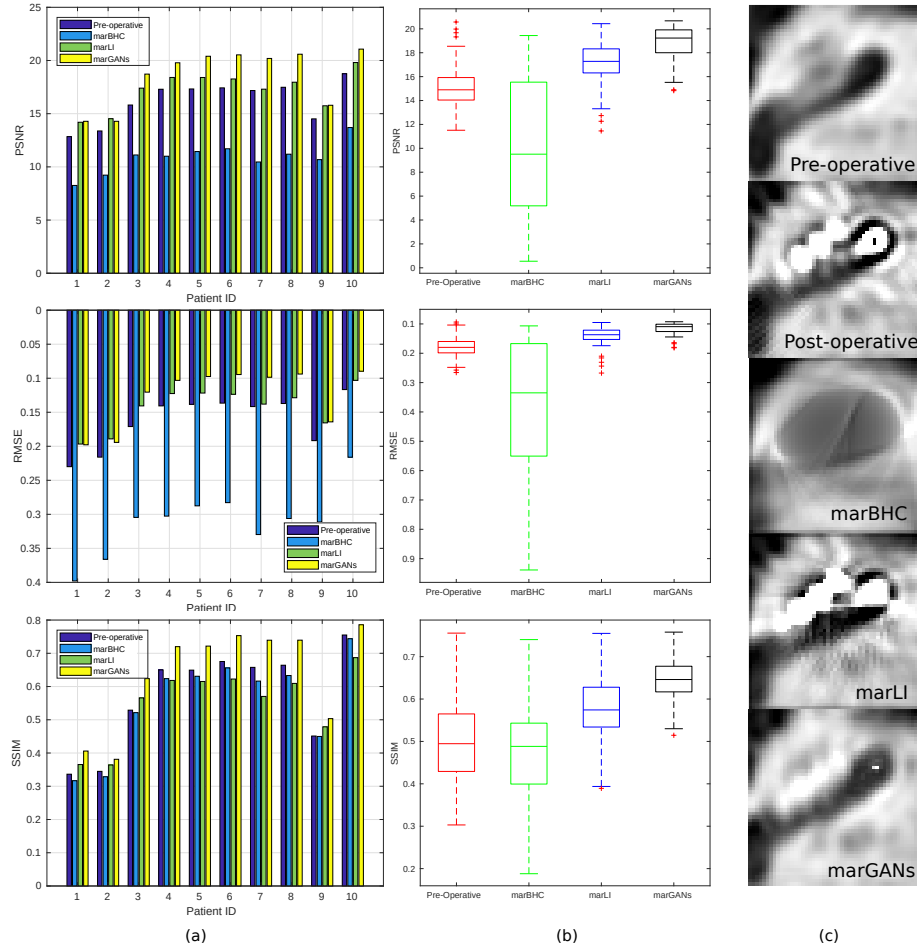 25
20
15
10
5
0
PSNR
Pre-operative
marBHC
marLI
marGANs
1 2 3 4 5 6 7 8 9 10
Patient ID
0
0.05
0.1
0.15
0.2
0.25
0.3
0.35
0.4
RMSE
Pre-operative
marBHC
marLI
marGANs
1 2 3 4 5 6 7 8 9 10
Patient ID
0.8
0.7
0.6
0.5
0.4
0.3
0.2
0.1
0
SSIM
Pre-operative
marBHC
marLI
marGANs
1 2 3 4 5 6 7 8 9 10
Patient ID
(a)
20
18
16
14
12
10
8
6
4
2
0
PSNR
Pre-Operative marBHC marLI marGANs
0.1
0.2
0.3
0.4
0.5
0.6
0.7
0.8
0.9
RMSE
Pre-Operative marBHC marLI marGANs
0.7
0.6
0.5
0.4
0.3
0.2
SSIM
Pre-Operative marBHC marLI marGANs
(b)
Pre-operative
Post-operative
marBHC
marLI
marGANs
(c)